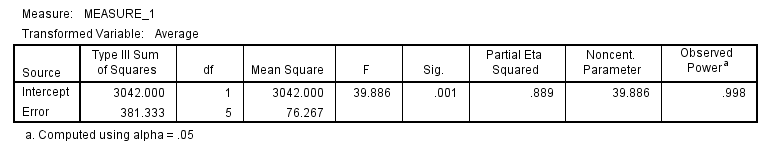 Measure: MEASURE_1
Transformed Variable: Average
Source Type III Sum of Squares df Mean Square F Sig. Partial Eta Squared Noncent. Parameter Observed Powerᵃ
Intercept 3042.000 1 3042.000 39.886 .001 .889 39.886 .998
Error 381.333 5 76.267
a. Computed using alpha = .05